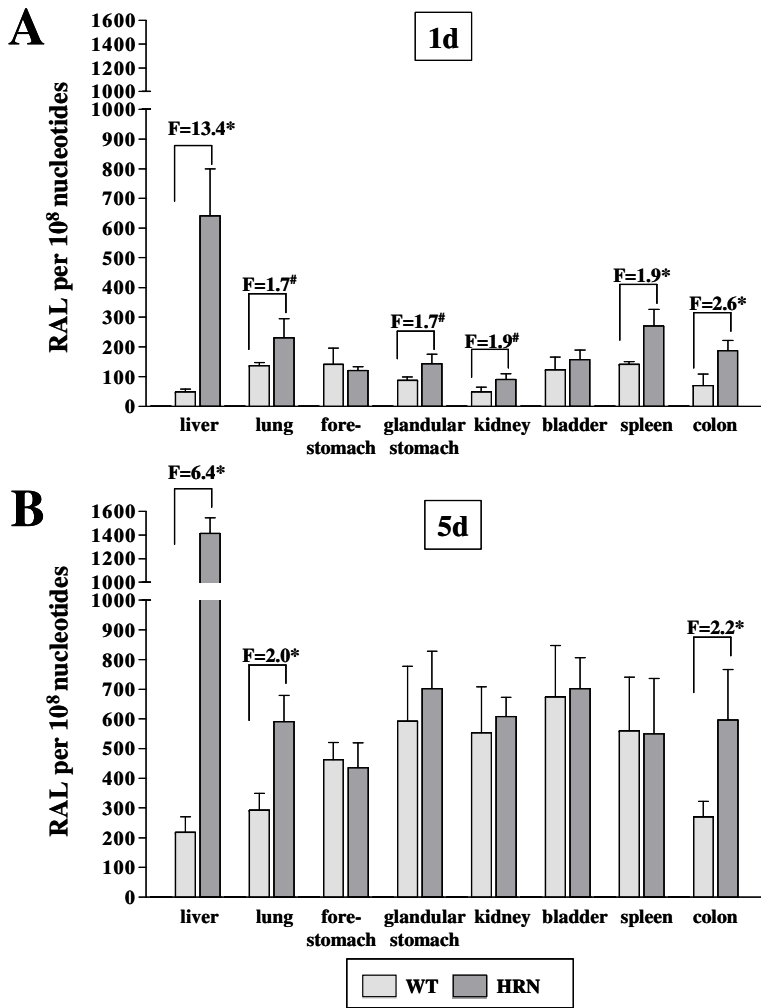 A
1d
RAL per 10⁸ nucleotides
1600
1400
1200
1000
1000
900
800
700
600
500
400
300
200
100
0
F=13.4*
F=1.7#
F=1.7#
F=1.9#
F=1.9*
F=2.6*
liver lung fore- glandular kidney bladder spleen colon
stomach stomach
B
5d
RAL per 10⁸ nucleotides
1600
1400
1200
1000
1000
900
800
700
600
500
400
300
200
100
0
F=6.4*
F=2.0*
F=2.2*
liver lung fore- glandular kidney bladder spleen colon
stomach stomach
WT HRN